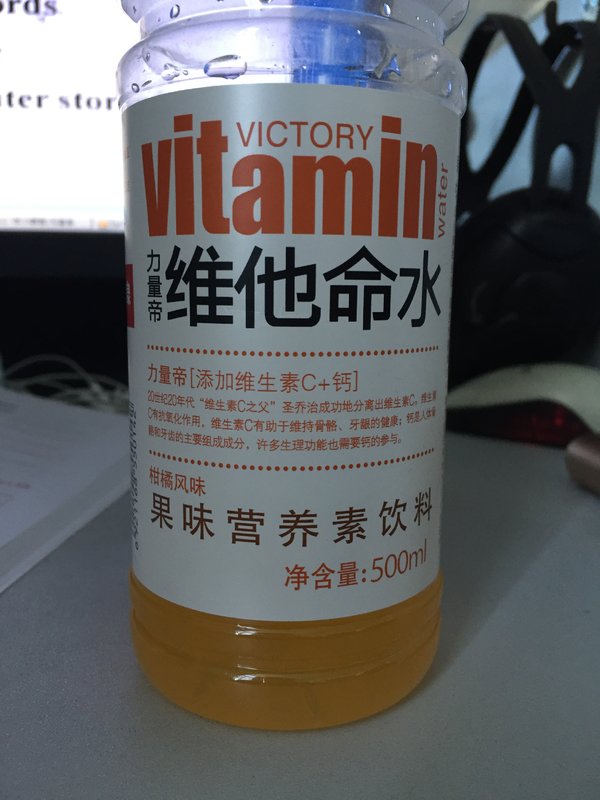 ords
ter stor
VICTORY
vitamin
water
力量帝
维他命水
力量帝[添加维生素C+钙]
20世纪20年代“维生素C之父”圣乔治成功地分离出维生素C。维生素
C有抗氧化作用，维生素C有助于维持骨骼、牙龈的健康；钙是人体骨
骼和牙齿的主要组成成分，许多生理功能也需要钙的参与。
柑橘风味
果味营养素饮料
净含量:500ml